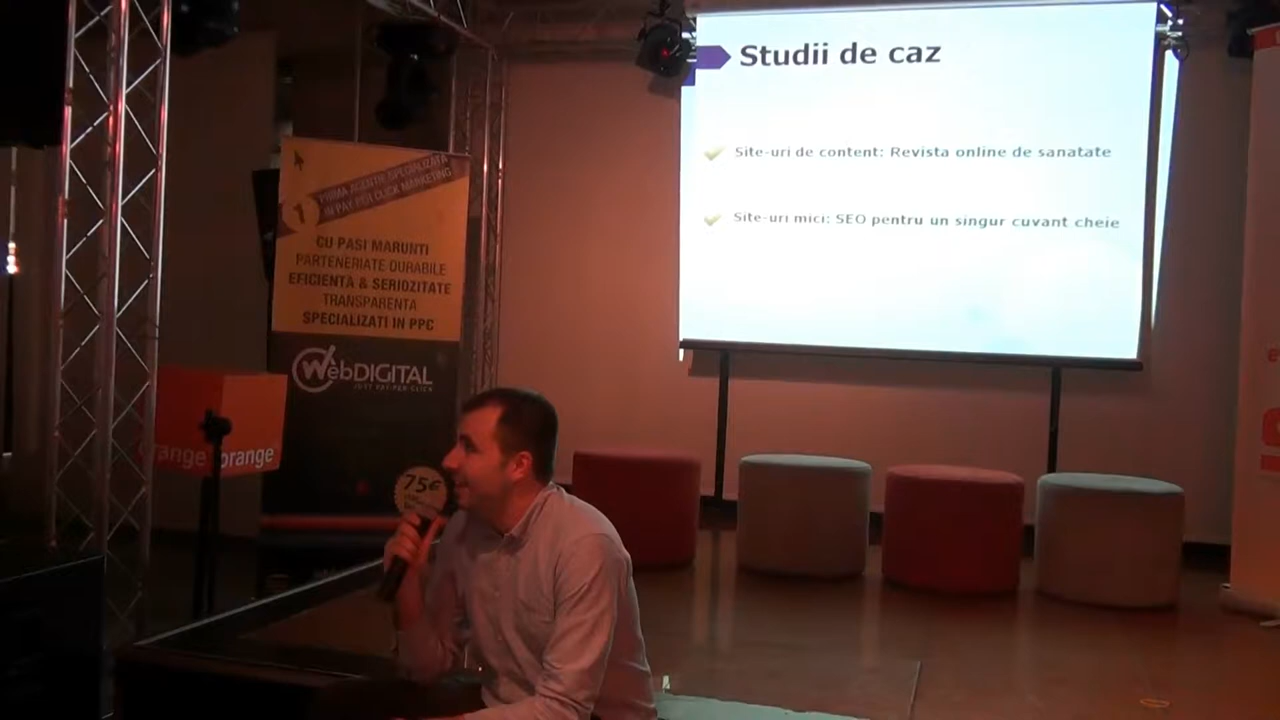 Studii de caz
Site-uri de content: Revista online de sanatate
Site-uri mici: SEO pentru un singur cuvant cheie
PRIMA AGENTIE SPECIALIZATA
IN PAY PER CLICK MARKETING
1
CU PASI MARUNTI
PARTENERIATE DURABILE
EFICIENTA & SERIOZITATE
TRANSPARENTA
SPECIALIZATI IN PPC
WebDIGITAL
JUST PAY-PER-CLICK
orange
75€